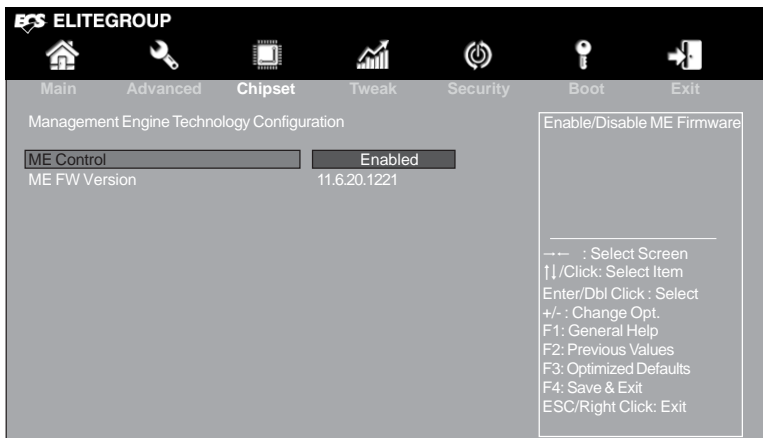 ECS ELITEGROUP
Main Advanced Chipset Tweak Security Boot Exit
Management Engine Technology Configuration
ME Control Enabled
ME FW Version 11.6.20.1221
Enable/Disable ME Firmware
→← : Select Screen
↑↓/Click: Select Item
Enter/Dbl Click : Select
+/- : Change Opt.
F1: General Help
F2: Previous Values
F3: Optimized Defaults
F4: Save & Exit
ESC/Right Click: Exit